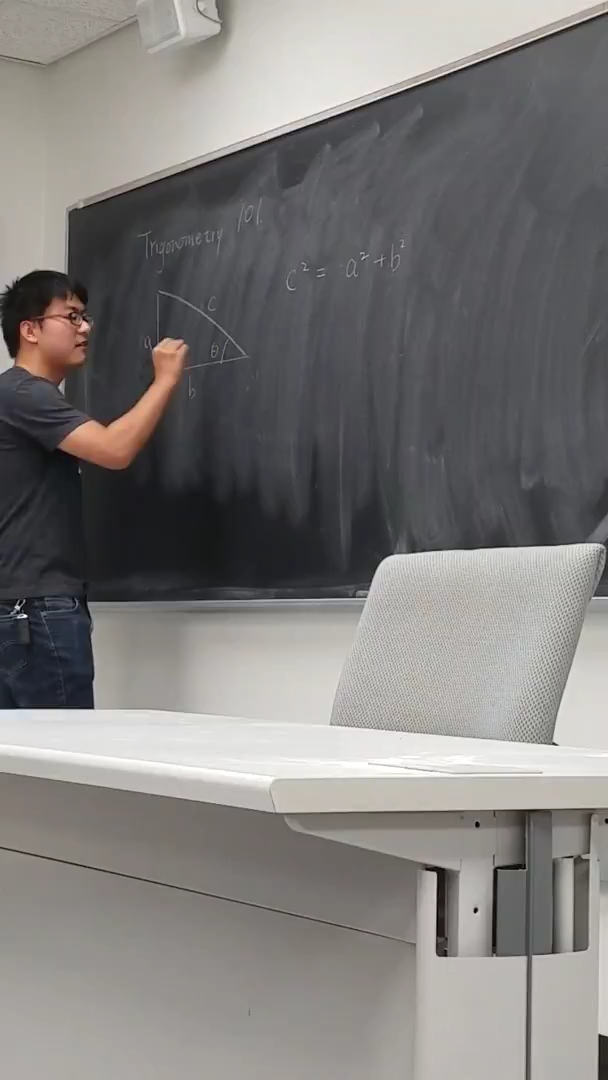 Trigonometry 101
c² = a² + b²
c
a
θ
b